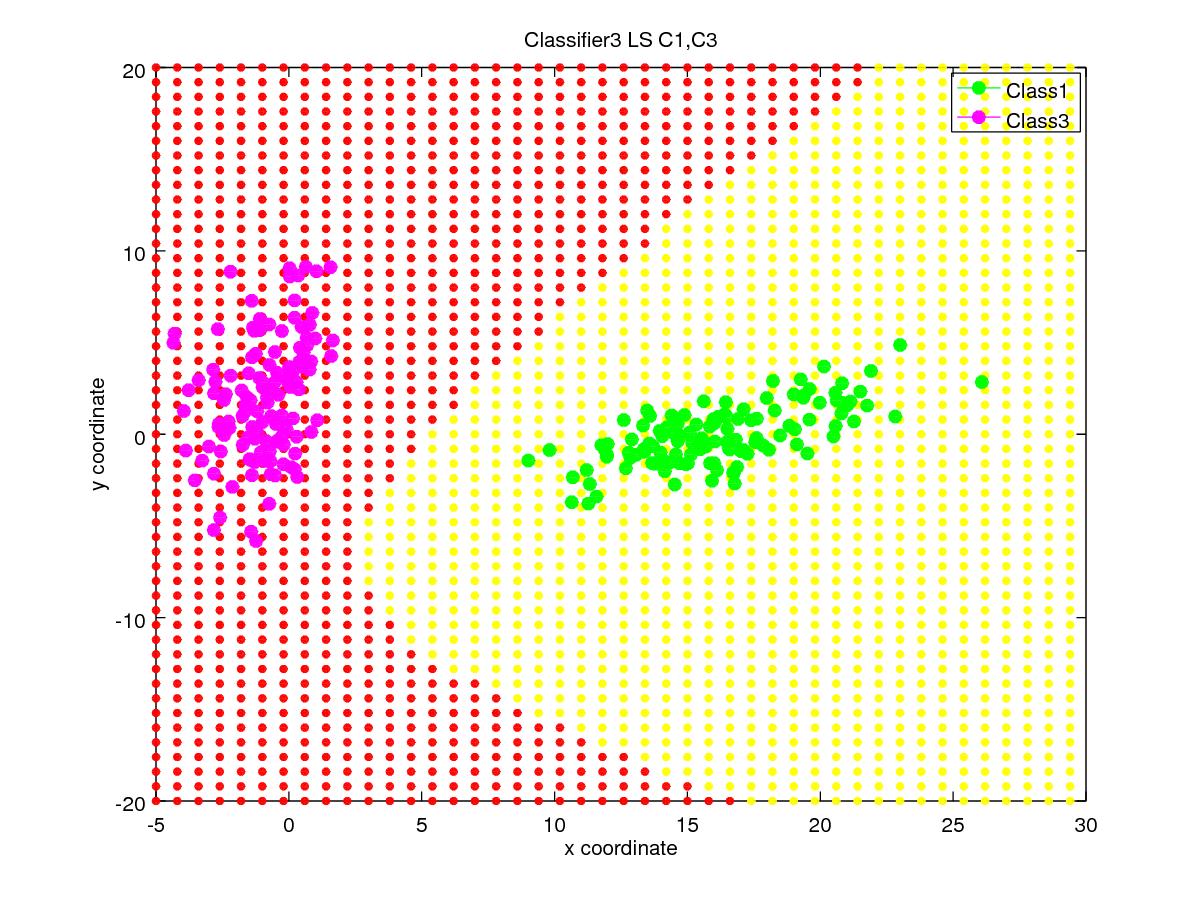 Classifier3 LS C1,C3
20
10
0
-10
-20
y coordinate
Class1
Class3
-5 0 5 10 15 20 25 30
x coordinate